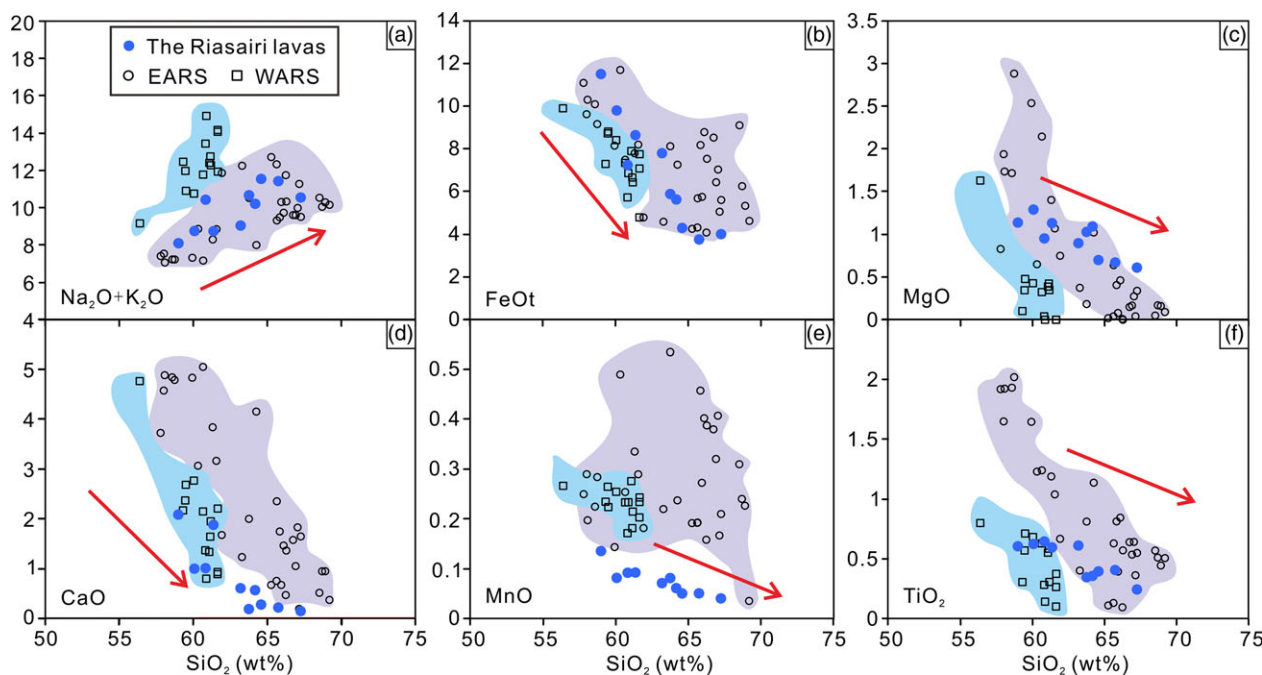 20
18
16
14
12
10
8
6
4
(a)
The Riasairi lavas
EARS WARS
Na₂O+K₂O
14
12
10
8
6
4
2
0
(b)
FeOt
3.5
3
2.5
2
1.5
1
0.5
0
(c)
MgO
5
4
3
2
1
0
(d)
CaO
50 55 60 65 70 75
SiO₂ (wt%)
0.5
0.4
0.3
0.2
0.1
0
(e)
MnO
50 55 60 65 70 75
SiO₂ (wt%)
2
1.5
1
0.5
0
(f)
TiO₂
50 55 60 65 70 75
SiO₂ (wt%)